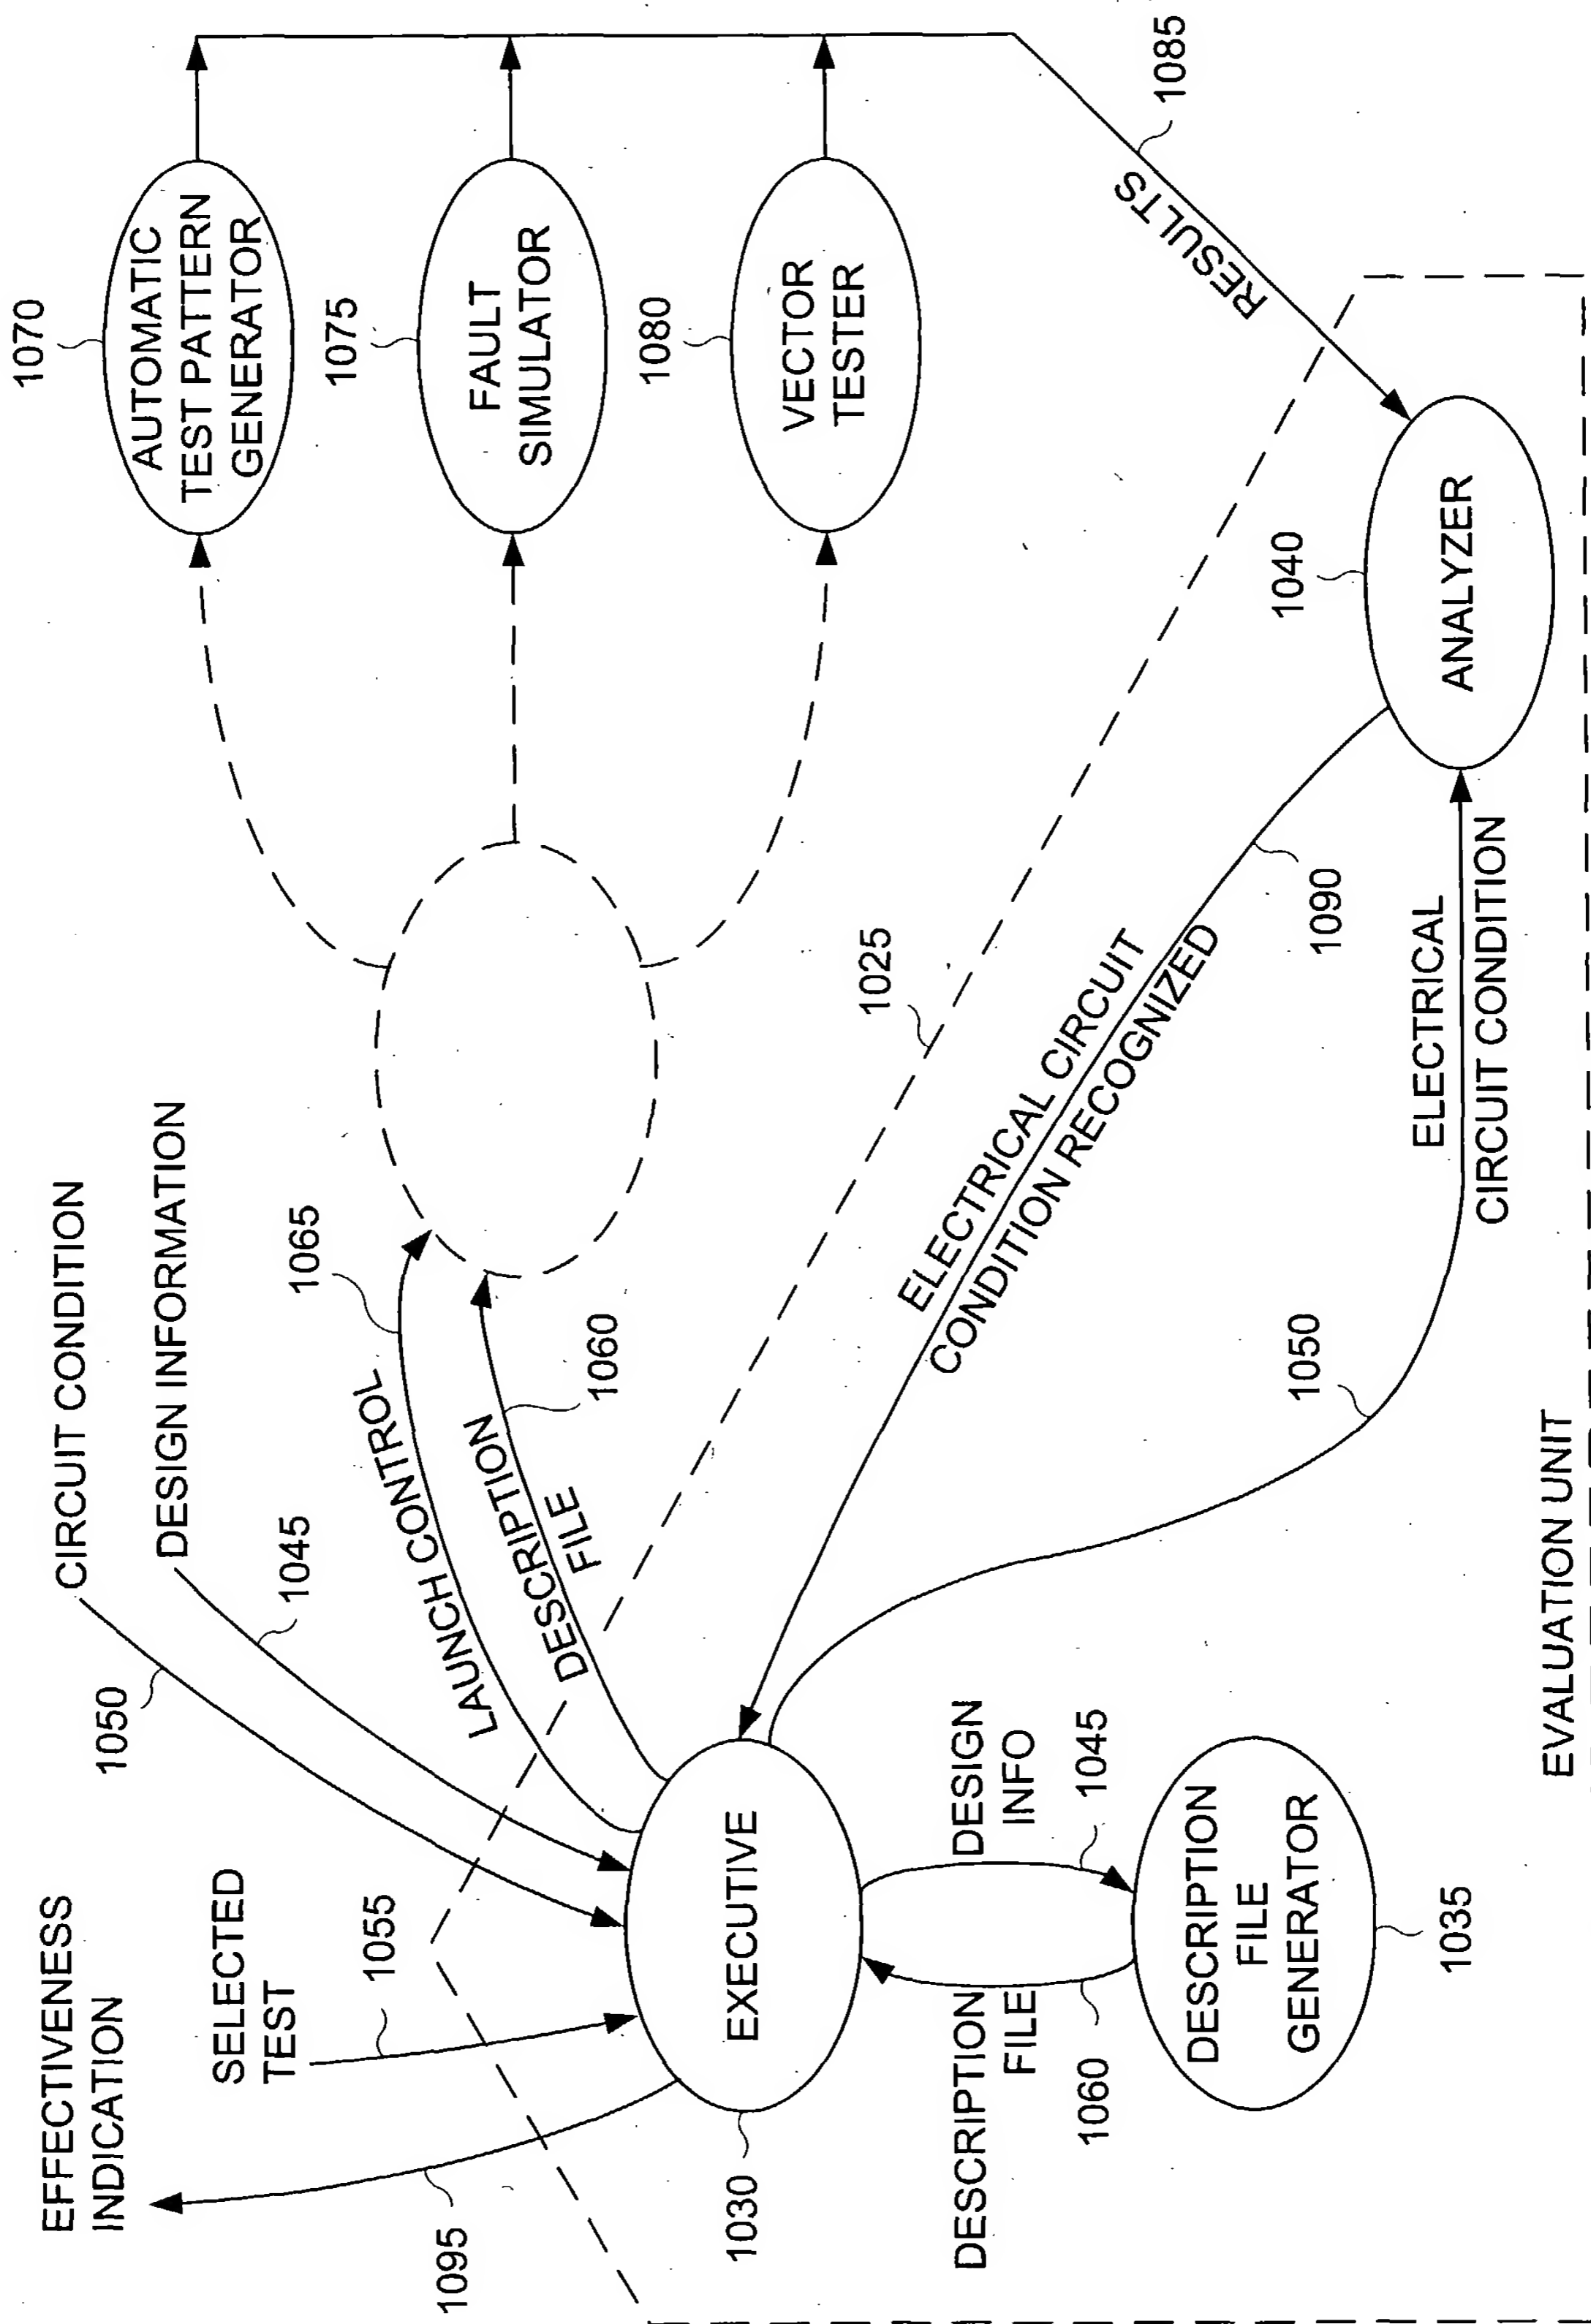 EFFECTIVENESS
INDICATION
1095
SELECTED
TEST
1055
CIRCUIT CONDITION
1050
DESIGN INFORMATION
1045
LAUNCH CONTROL
1065
DESCRIPTION
FILE
1060
1070
AUTOMATIC
TEST PATTERN
GENERATOR
1075
FAULT
SIMULATOR
1080
VECTOR
TESTER
1085
RESULTS
1025
1030
EXECUTIVE
ELECTRICAL CIRCUIT
CONDITION RECOGNIZED
1090
DESCRIPTION
FILE
1060
DESIGN
INFO
1045
DESCRIPTION
FILE
GENERATOR
1035
1050
ELECTRICAL
CIRCUIT CONDITION
1040
ANALYZER
EVALUATION UNIT